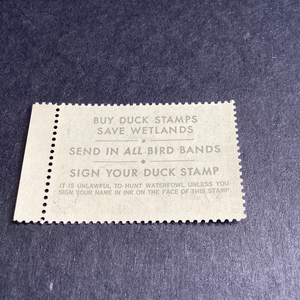 BUY DUCK STAMPS
SAVE WETLANDS
SEND IN ALL BIRD BANDS
SIGN YOUR DUCK STAMP
IT IS UNLAWFUL TO HUNT WATERFOWL UNLESS YOU
SIGN YOUR NAME IN INK ON THE FACE OF THIS STAMP